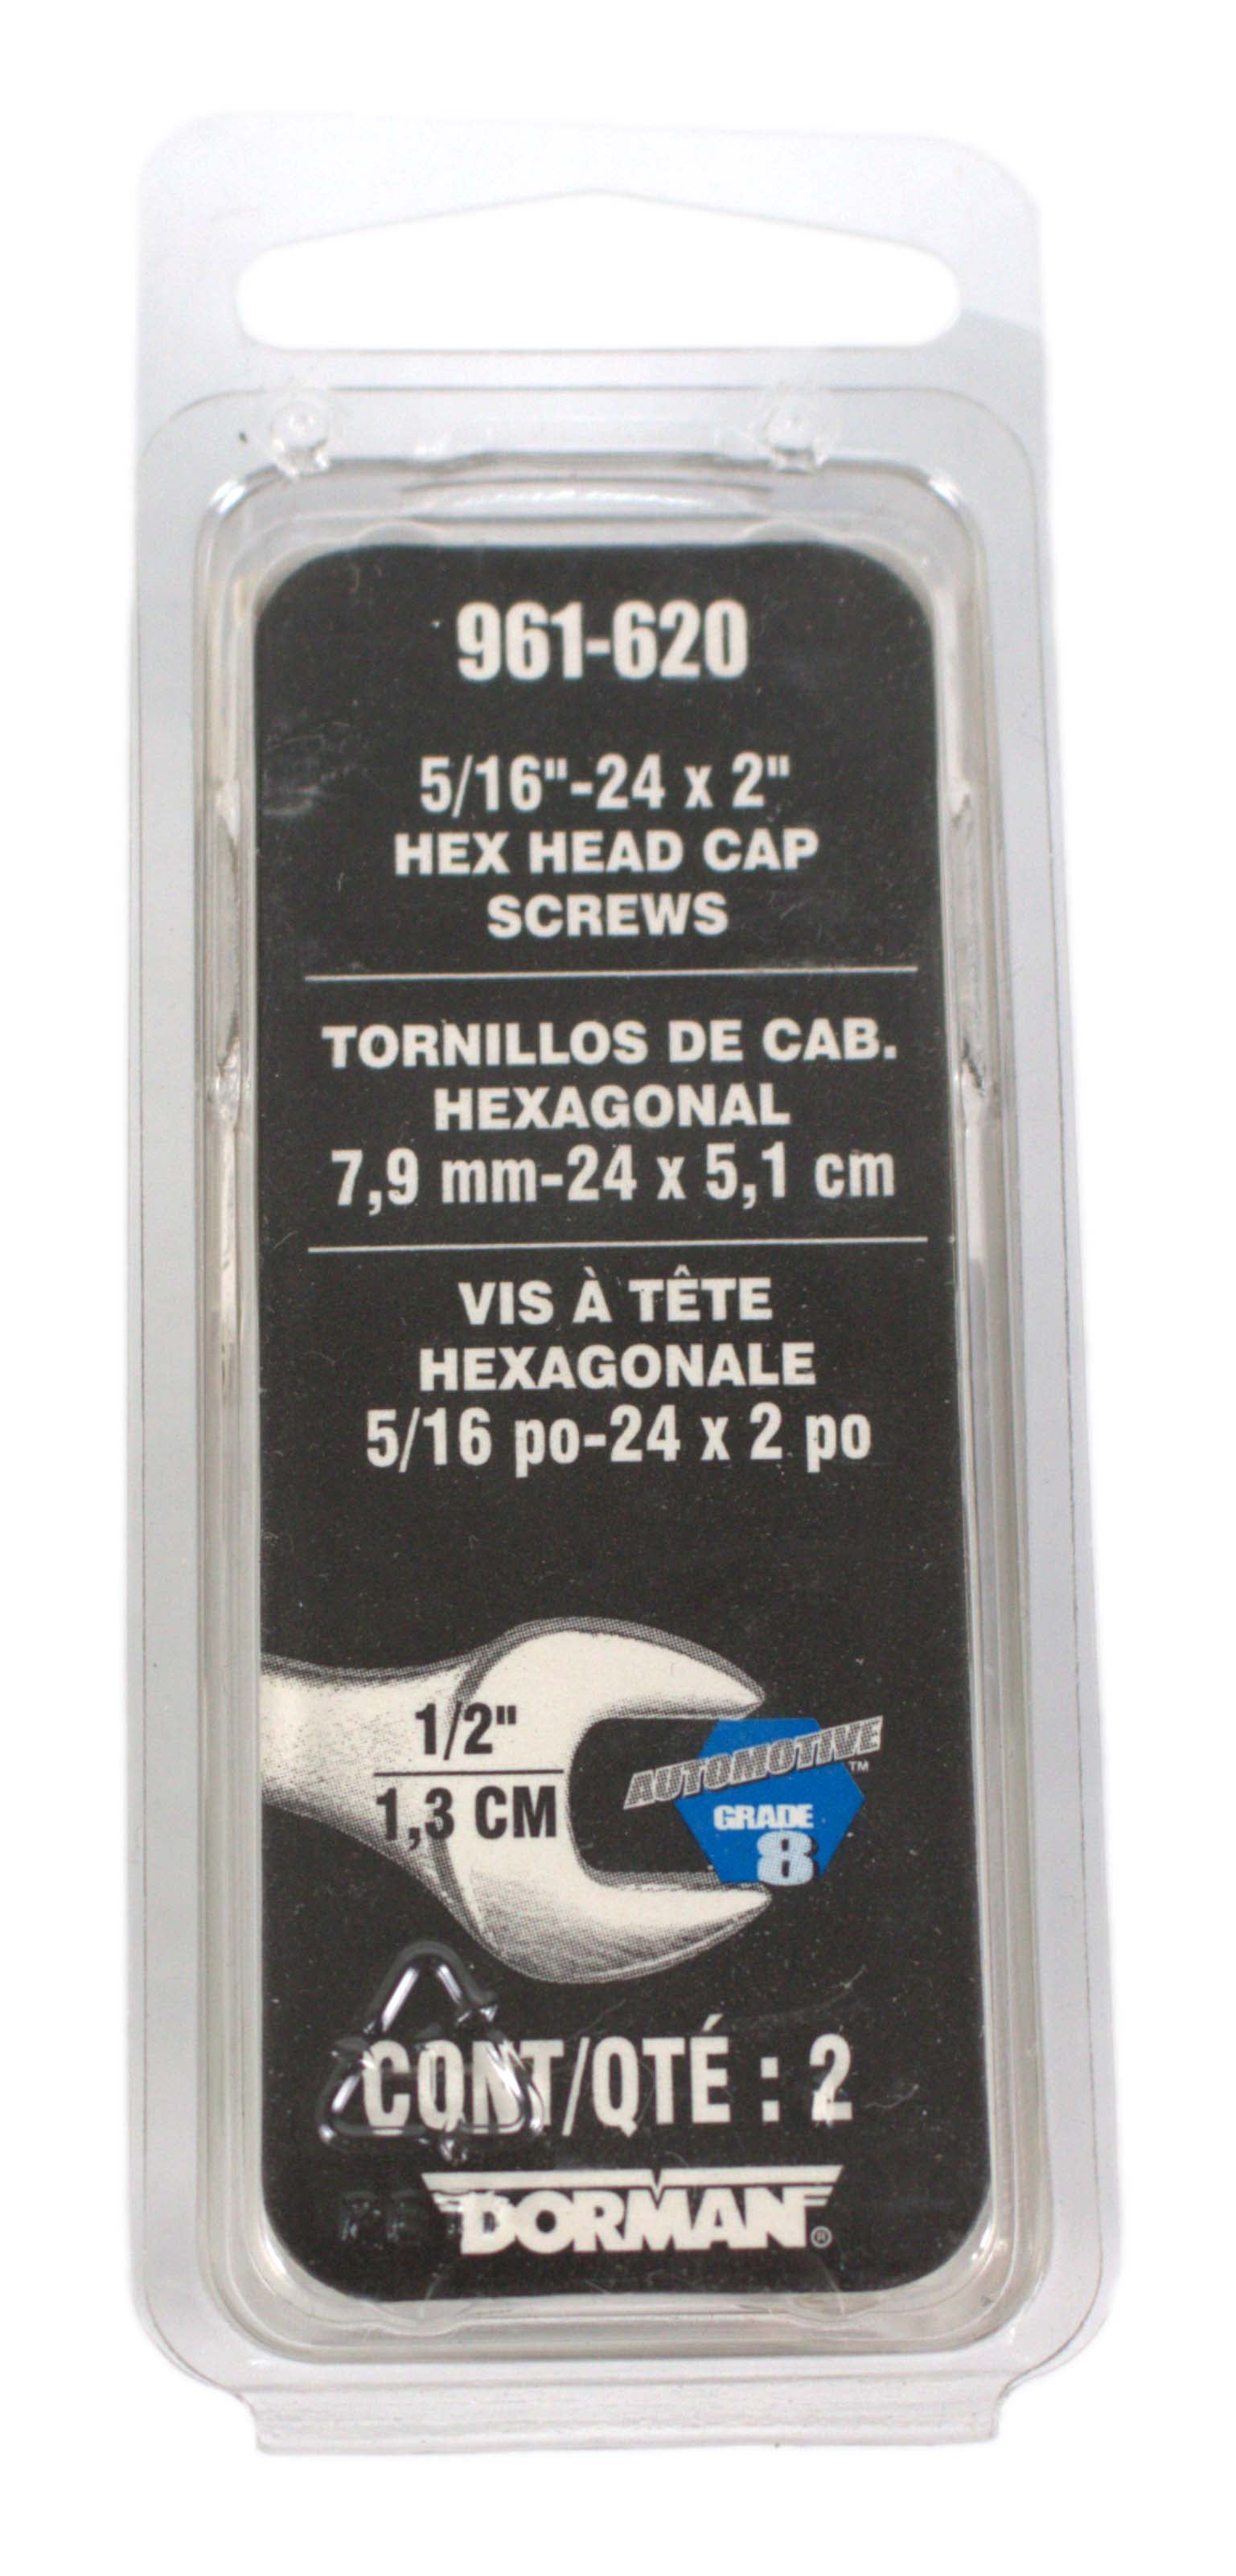 961-620
5/16"-24 x 2"
HEX HEAD CAP
SCREWS
TORNILLOS DE CAB.
HEXAGONAL
7,9 mm-24 x 5,1 cm
VIS À TÊTE
HEXAGONALE
5/16 po-24 x 2 po
1/2"
1,3 CM
AUTOMOTIVE™
GRADE
8
CONT/QTÉ : 2
DORMAN®